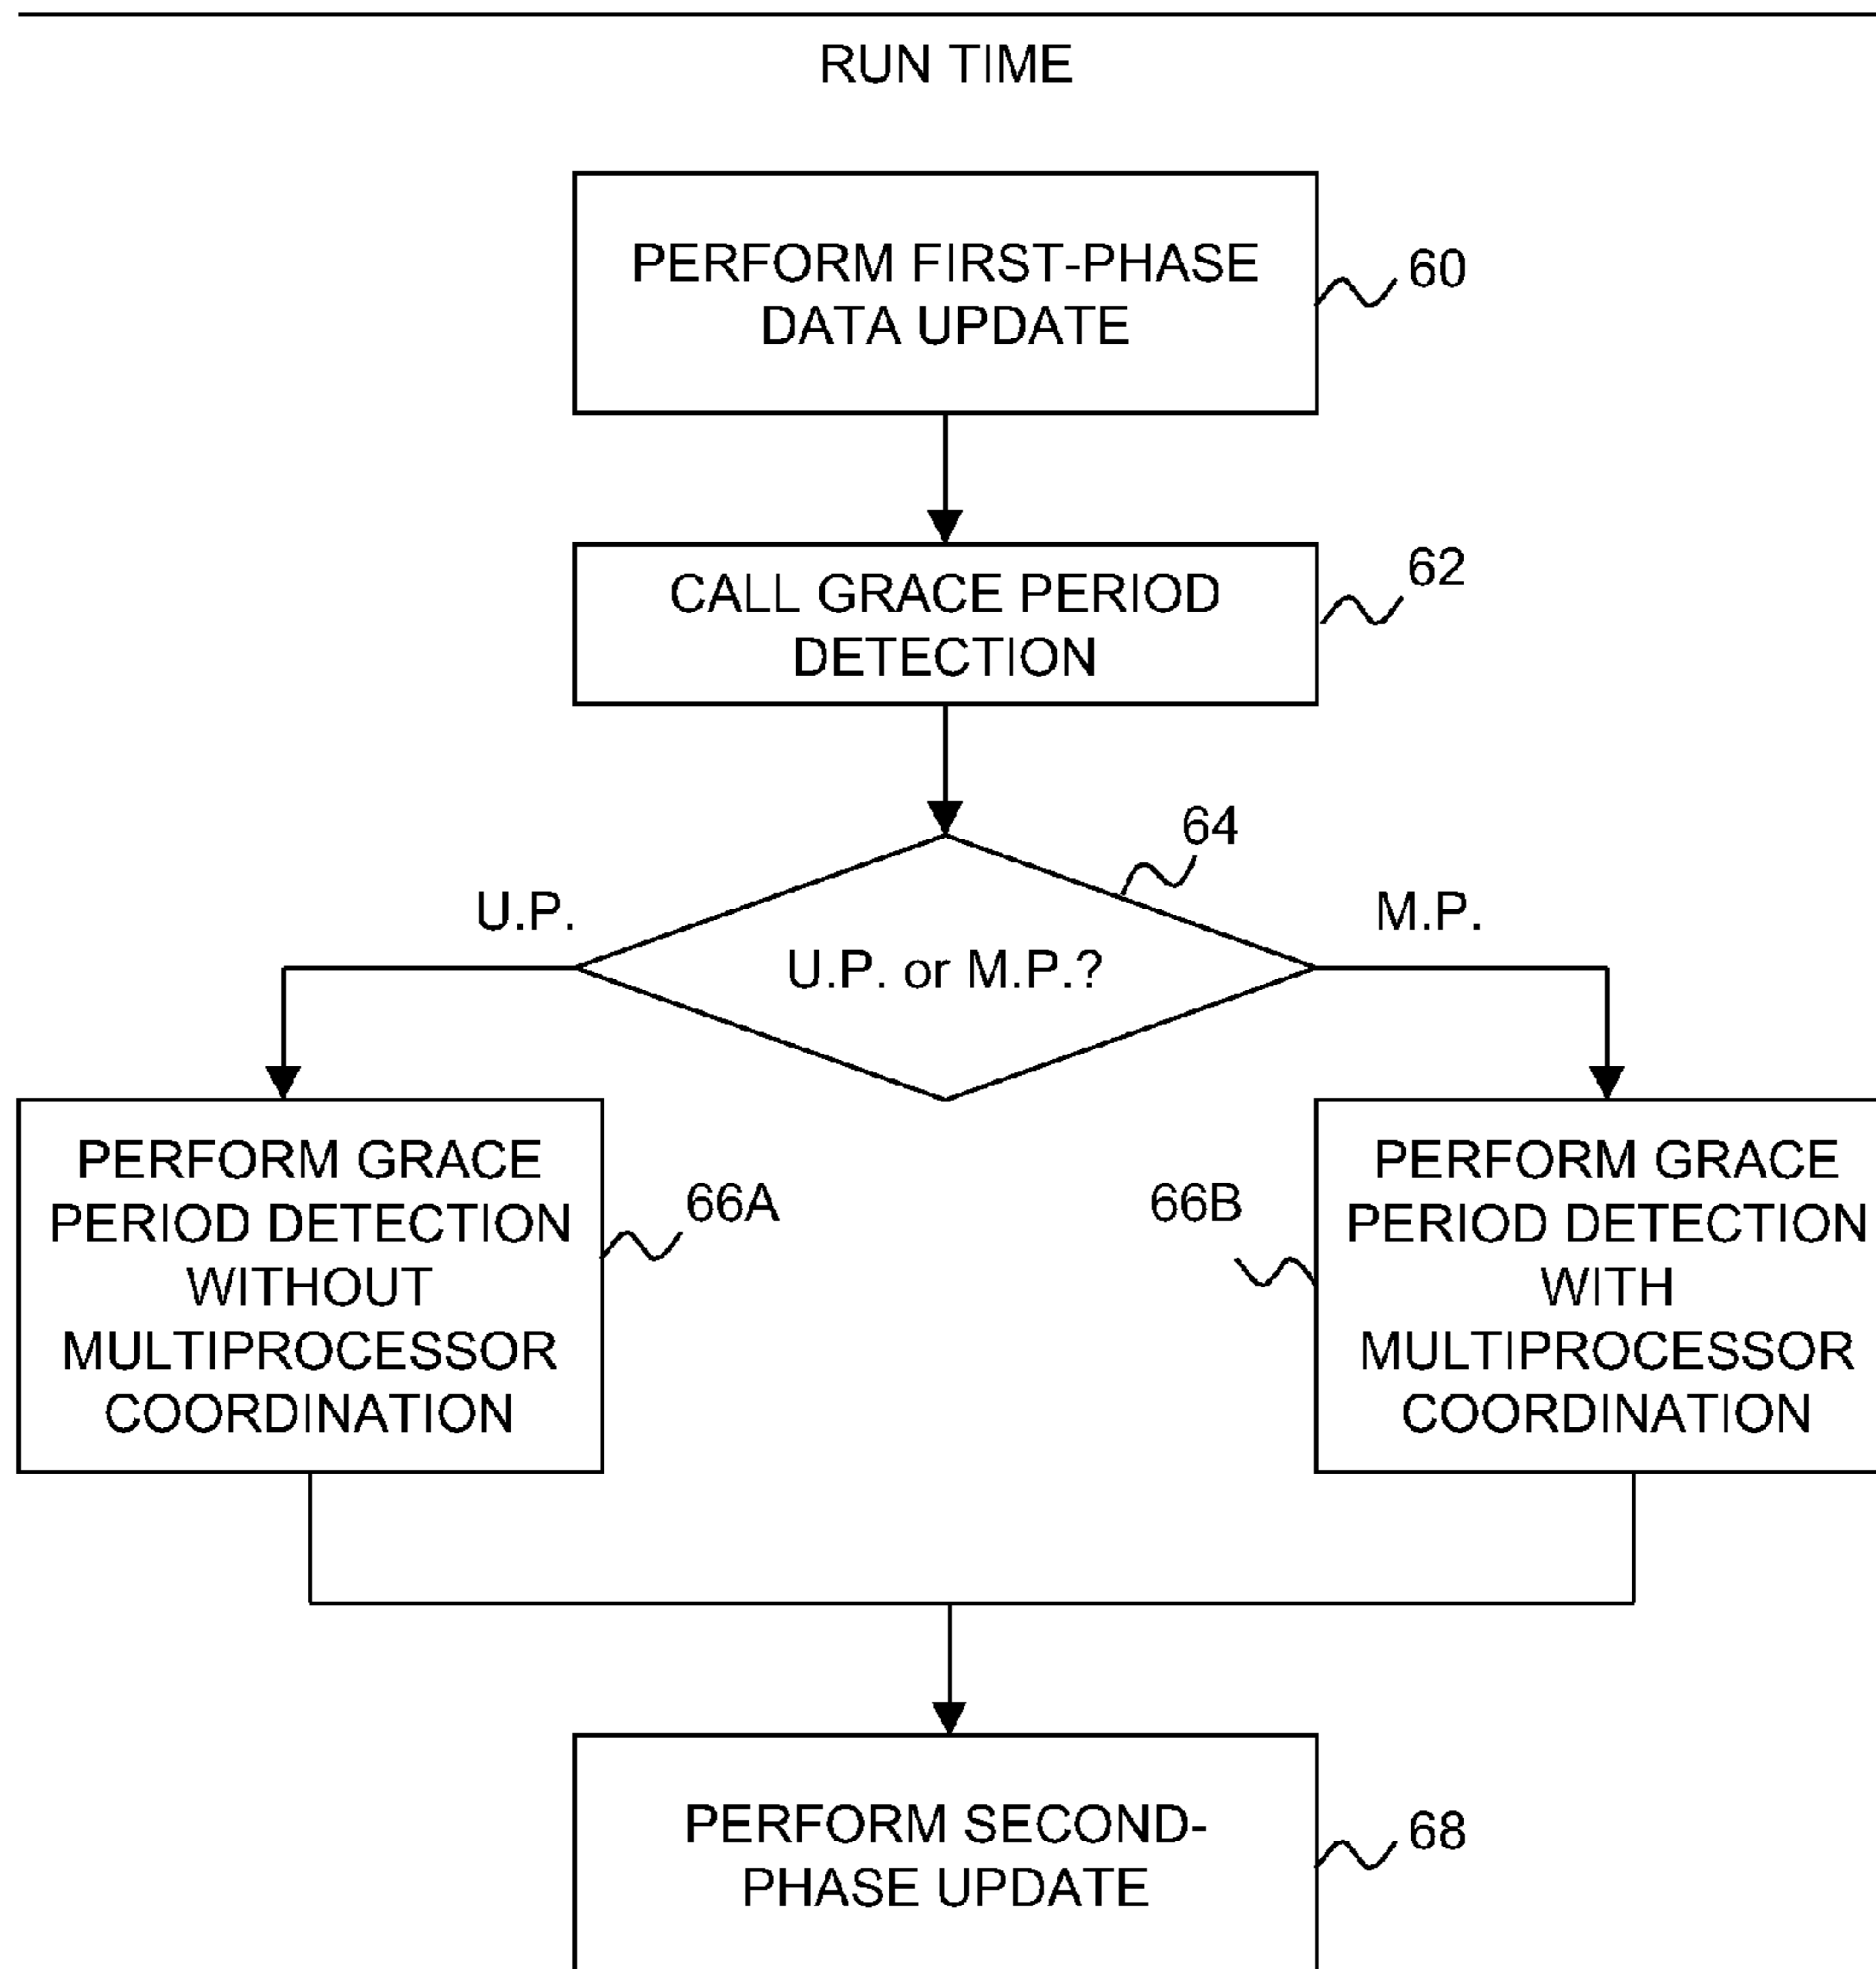 RUN TIME
PERFORM FIRST-PHASE
DATA UPDATE
60
CALL GRACE PERIOD
DETECTION
62
64
U.P.
U.P. or M.P.?
M.P.
PERFORM GRACE
PERIOD DETECTION
WITHOUT
MULTIPROCESSOR
COORDINATION
66A
66B
PERFORM GRACE
PERIOD DETECTION
WITH
MULTIPROCESSOR
COORDINATION
PERFORM SECOND-
PHASE UPDATE
68